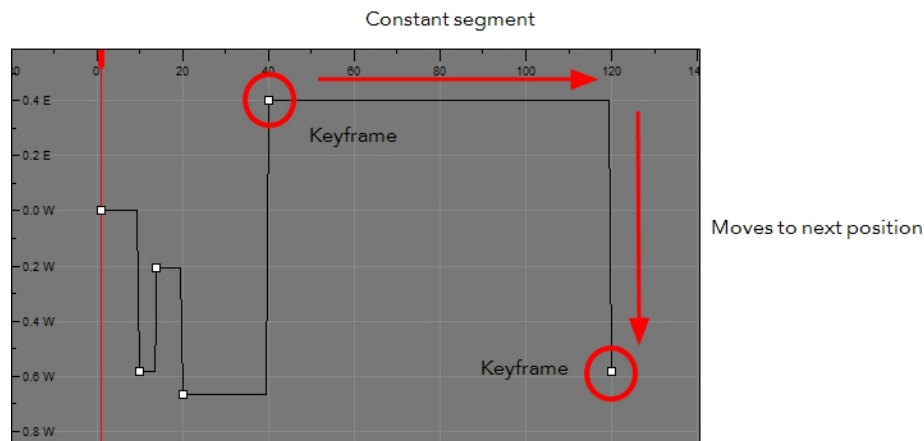 Constant segment
0 0 20 40 60 80 100 120 14
0.4 E
Keyframe
0.2 E
0.0 W
Moves to next position
0.2 W
0.4 W
Keyframe
0.6 W
0.8 W